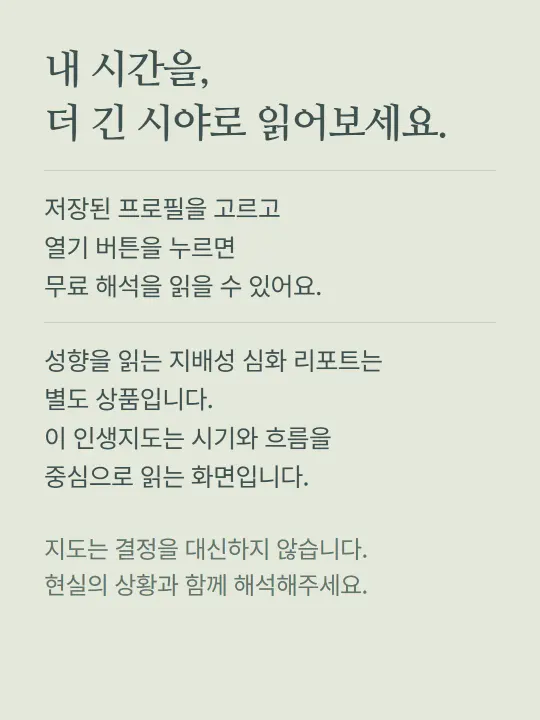 내 시간을,
더 긴 시야로 읽어보세요.
저장된 프로필을 고르고
열기 버튼을 누르면
무료 해석을 읽을 수 있어요.
성향을 읽는 지배성 심화 리포트는
별도 상품입니다.
이 인생지도는 시기와 흐름을
중심으로 읽는 화면입니다.
지도는 결정을 대신하지 않습니다.
현실의 상황과 함께 해석해주세요.